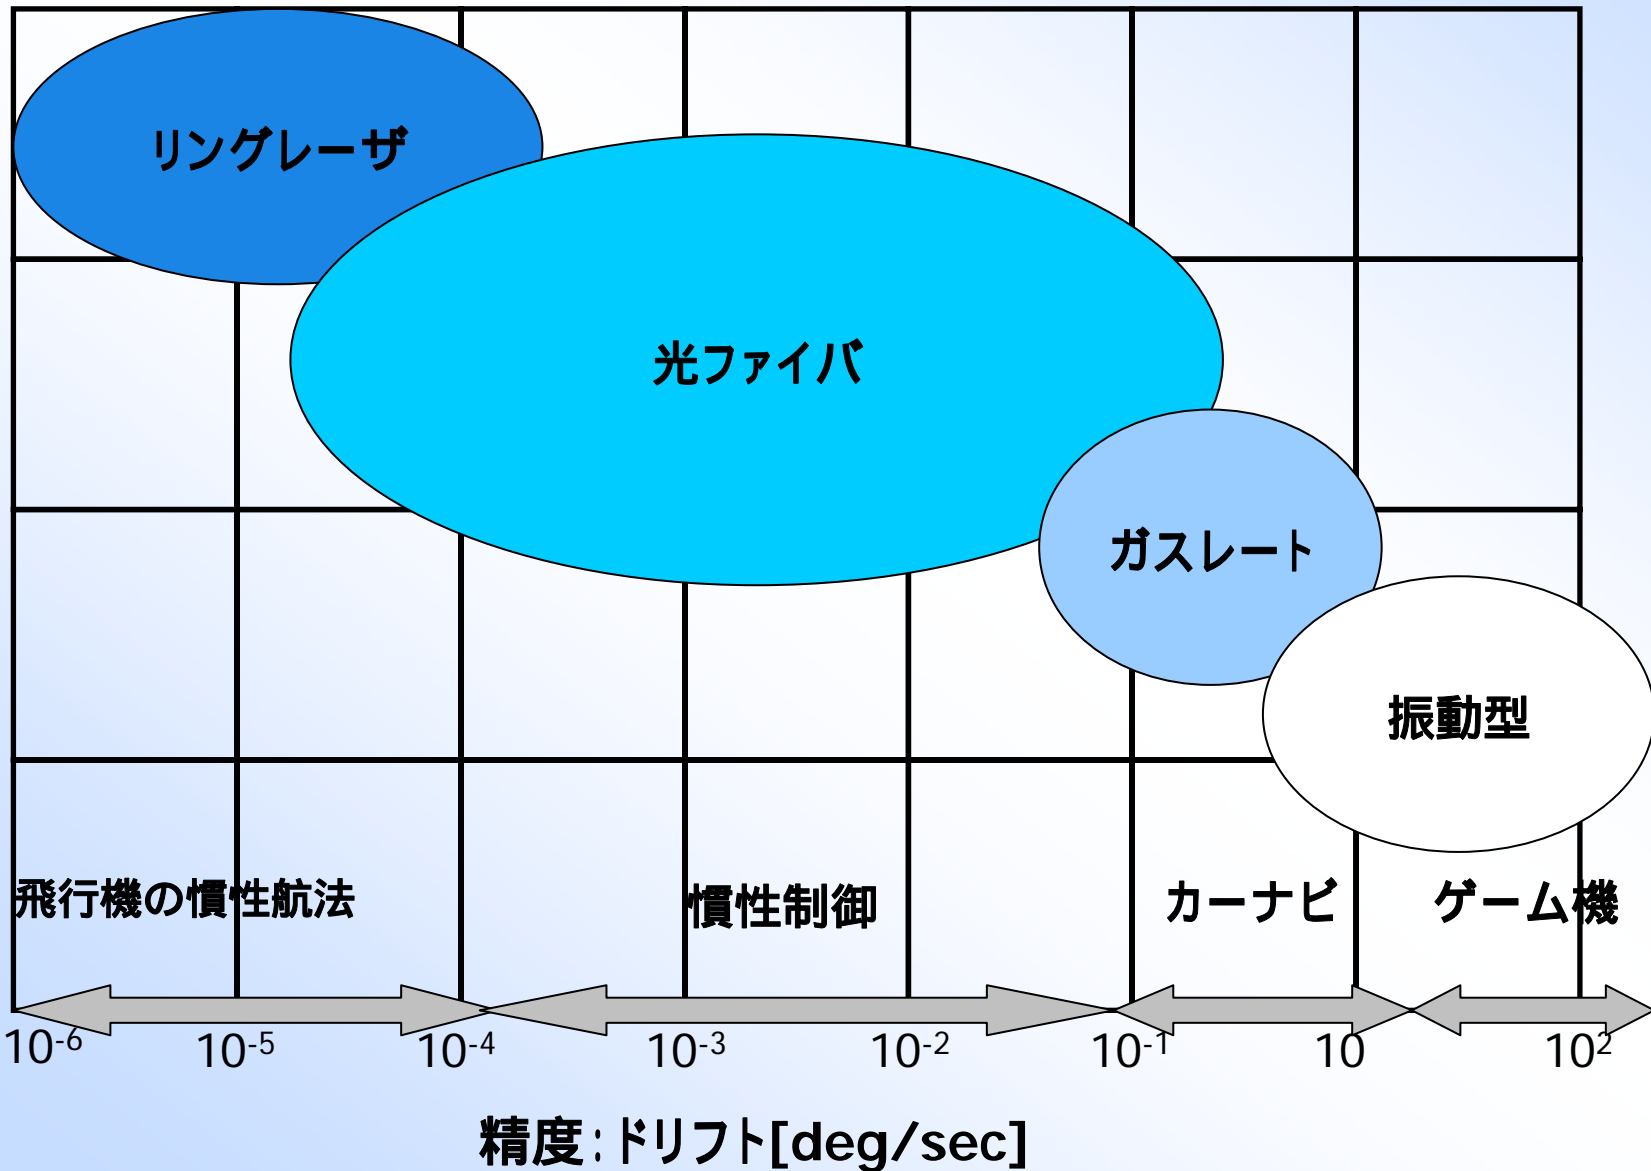 リングレーザ
光ファイバ
ガスレート
振動型
飛行機の慣性航法
慣性制御
カーナビ
ゲーム機
10-6
10-5
10-4
10-3
10-2
10-1
10
102
精度:ドリフト[deg/sec]